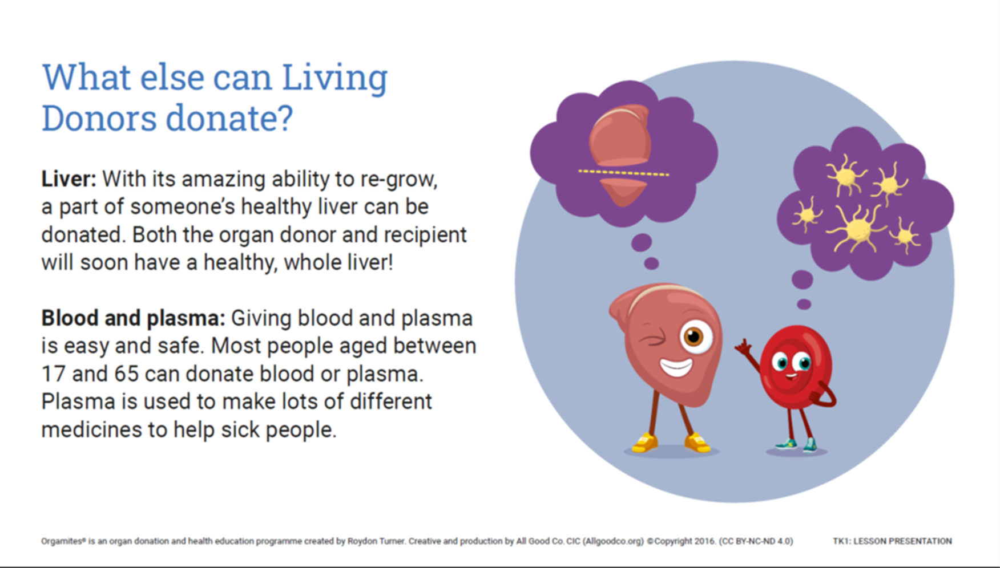 What else can Living
Donors donate?
Liver: With its amazing ability to re-grow,
a part of someone’s healthy liver can be
donated. Both the organ donor and recipient
will soon have a healthy, whole liver!
Blood and plasma: Giving blood and plasma
is easy and safe. Most people aged between
17 and 65 can donate blood or plasma.
Plasma is used to make lots of different
medicines to help sick people.
Orgamites® is an organ donation and health education programme created by Roydon Turner. Creative and production by All Good Co. CIC (Allgoodco.org) ©Copyright 2016. (CC BY-NC-ND 4.0)
TK1: LESSON PRESENTATION